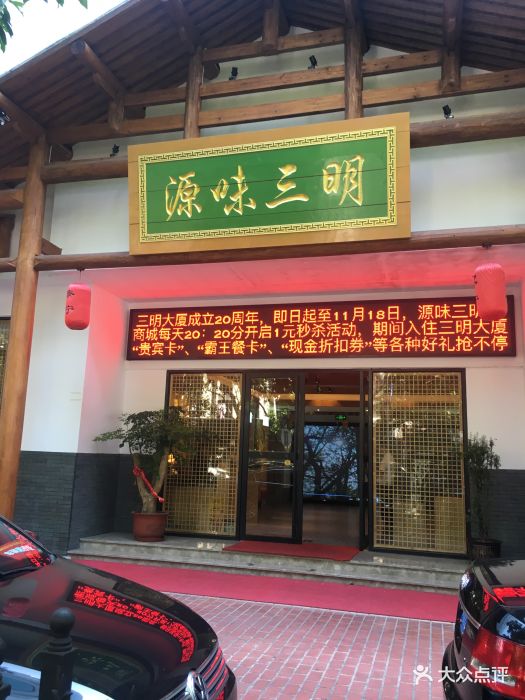 源味三明
三明大厦成立20周年，即日起至11月18日，源味三明
商城每天20：20分开启1元秒杀活动，期间入住三明大厦
“贵宾卡”、“霸王餐卡”、“现金折扣券”等各种好礼抢不停
大众点评